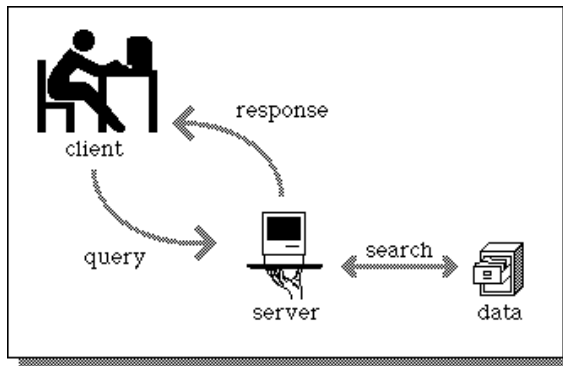 response
client
query
search
server
data